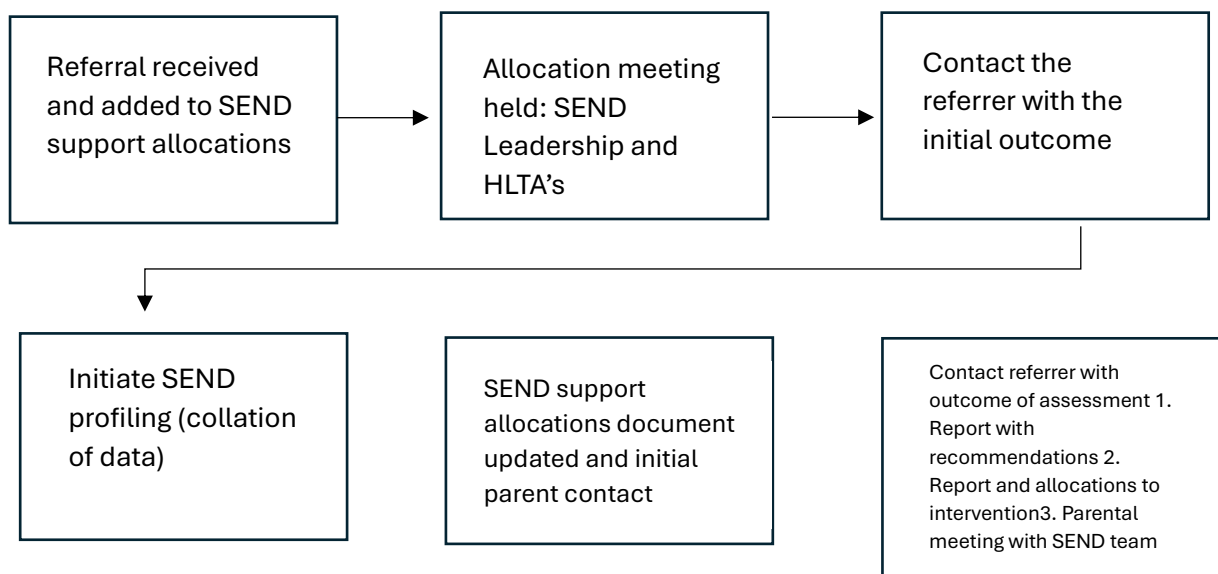 Referral received
and added to SEND
support allocations
Allocation meeting
held: SEND
Leadership and
HLTA’s
Contact the
referrer with the
initial outcome
Initiate SEND
profiling (collation
of data)
SEND support
allocations document
updated and initial
parent contact
Contact referrer with
outcome of assessment 1.
Report with
recommendations 2.
Report and allocations to
intervention3. Parental
meeting with SEND team